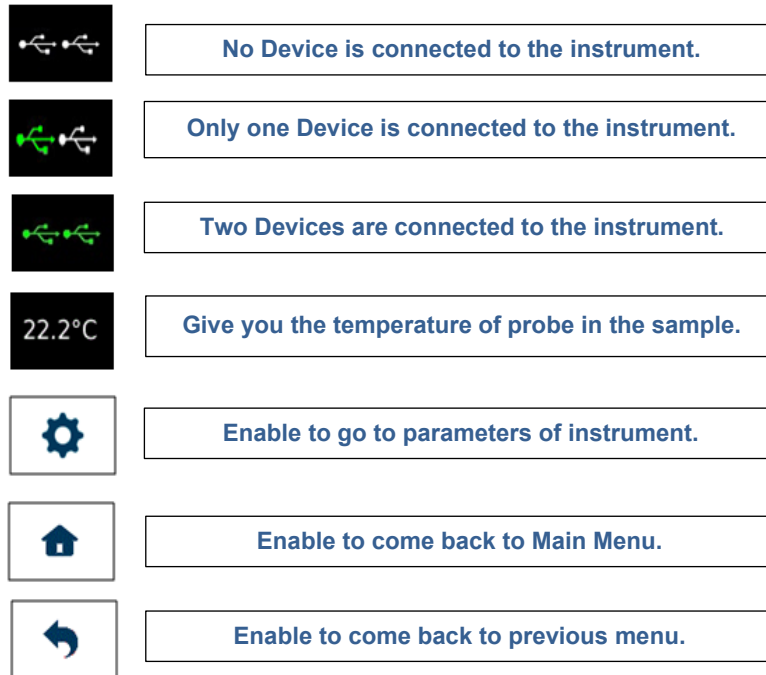 No Device is connected to the instrument.
Only one Device is connected to the instrument.
Two Devices are connected to the instrument.
22.2°C
Give you the temperature of probe in the sample.
Enable to go to parameters of instrument.
Enable to come back to Main Menu.
Enable to come back to previous menu.